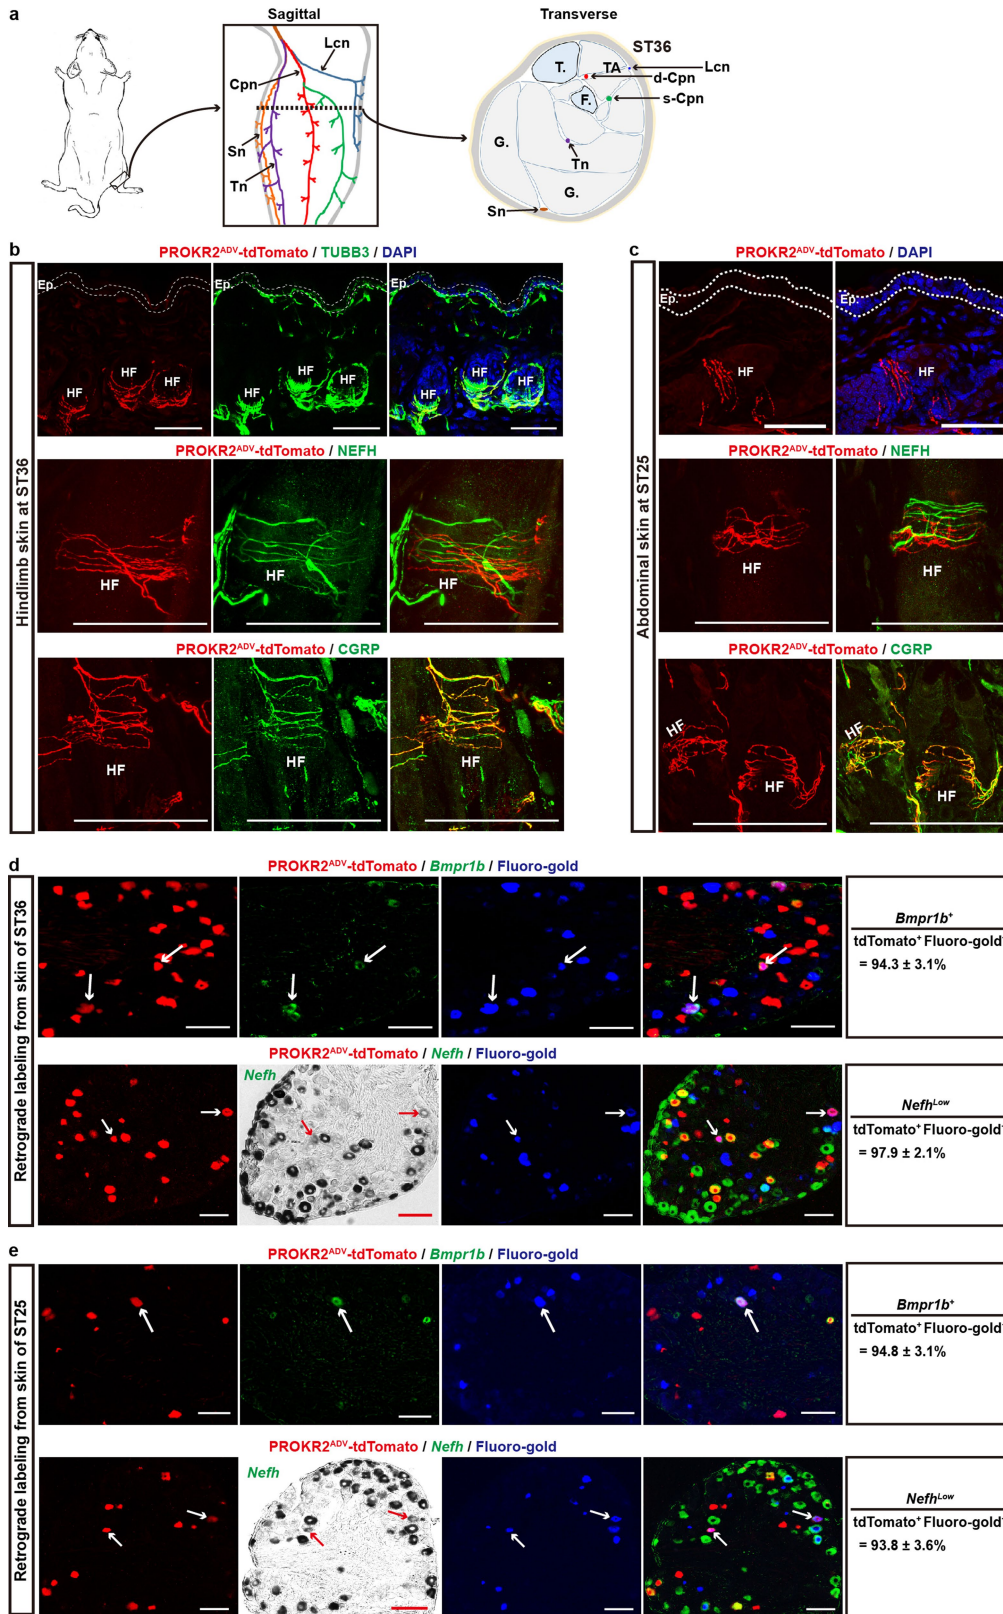 a
Sagittal
Transverse
Lcn
Cpn
Sn
Tn
ST36
T.
TA
Lcn
d-Cpn
F.
s-Cpn
G.
Tn
G.
Sn
b
PROKR2ADV-tdTomato / TUBB3 / DAPI
Hindlimb skin at ST36
Ep.
HF
HF
HF
Ep.
HF
HF
HF
Ep.
HF
HF
HF
PROKR2ADV-tdTomato / NEFH
HF
HF
HF
PROKR2ADV-tdTomato / CGRP
HF
HF
HF
c
PROKR2ADV-tdTomato / DAPI
Abdominal skin at ST25
Ep.
HF
Ep.
HF
PROKR2ADV-tdTomato / NEFH
HF
HF
PROKR2ADV-tdTomato / CGRP
HF
HF
HF
HF
d
PROKR2ADV-tdTomato / Bmpr1b / Fluoro-gold
Retrograde labeling from skin of ST36
Bmpr1b+
tdTomato+ Fluoro-gold+
= 94.3 ± 3.1%
PROKR2ADV-tdTomato / Nefh / Fluoro-gold
Nefh
NefhLow
tdTomato+ Fluoro-gold+
= 97.9 ± 2.1%
e
PROKR2ADV-tdTomato / Bmpr1b / Fluoro-gold
Retrograde labeling from skin of ST25
Bmpr1b+
tdTomato+ Fluoro-gold+
= 94.8 ± 3.1%
PROKR2ADV-tdTomato / Nefh / Fluoro-gold
Nefh
NefhLow
tdTomato+ Fluoro-gold+
= 93.8 ± 3.6%